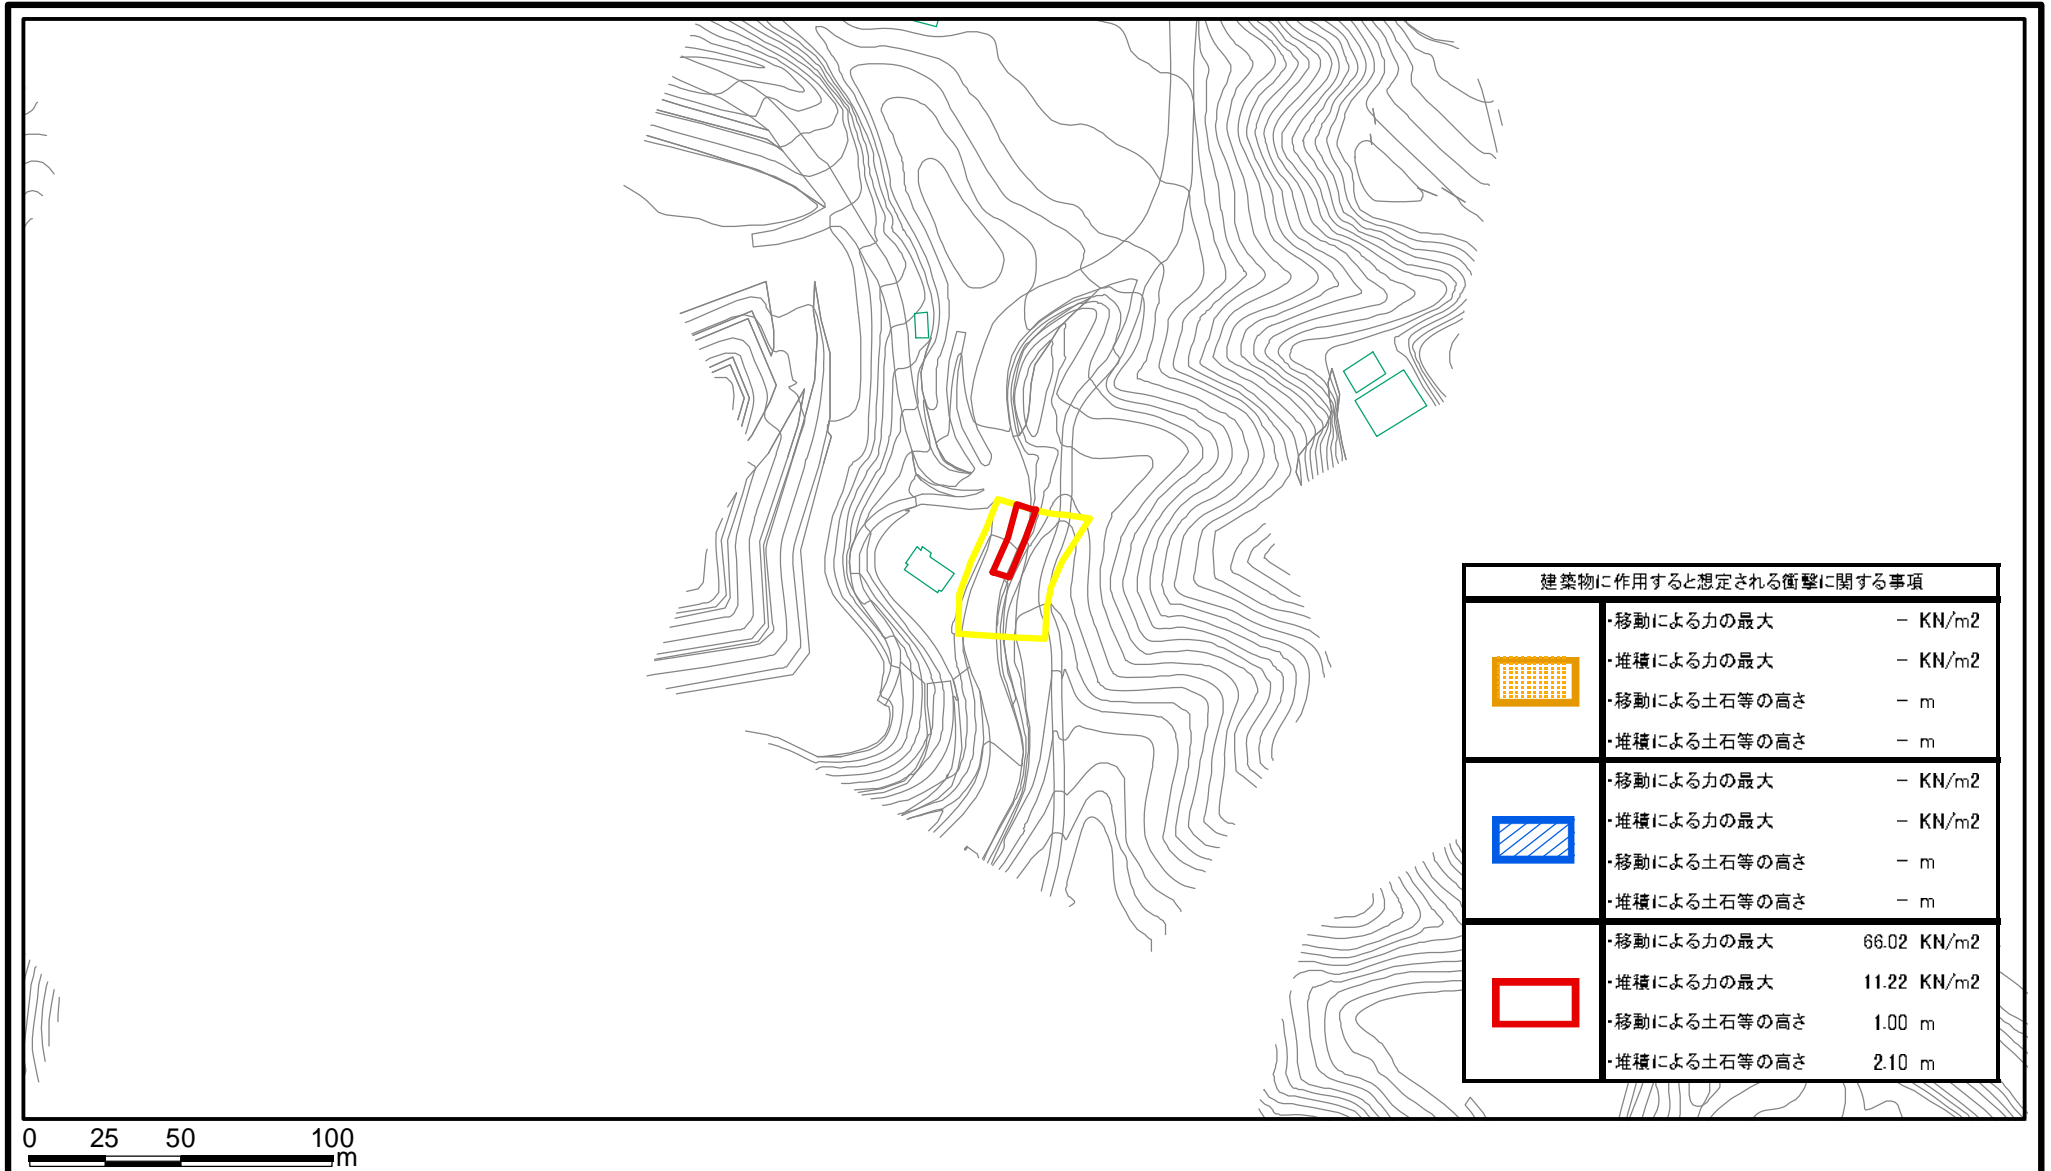 建築物に作用すると想定される衝撃に関する事項
・移動による力の最大 － KN/m2
・堆積による力の最大 － KN/m2
・移動による土石等の高さ － m
・堆積による土石等の高さ － m
・移動による力の最大 － KN/m2
・堆積による力の最大 － KN/m2
・移動による土石等の高さ － m
・堆積による土石等の高さ － m
・移動による力の最大 66.02 KN/m2
・堆積による力の最大 11.22 KN/m2
・移動による土石等の高さ 1.00 m
・堆積による土石等の高さ 2.10 m
0 25 50 100
m